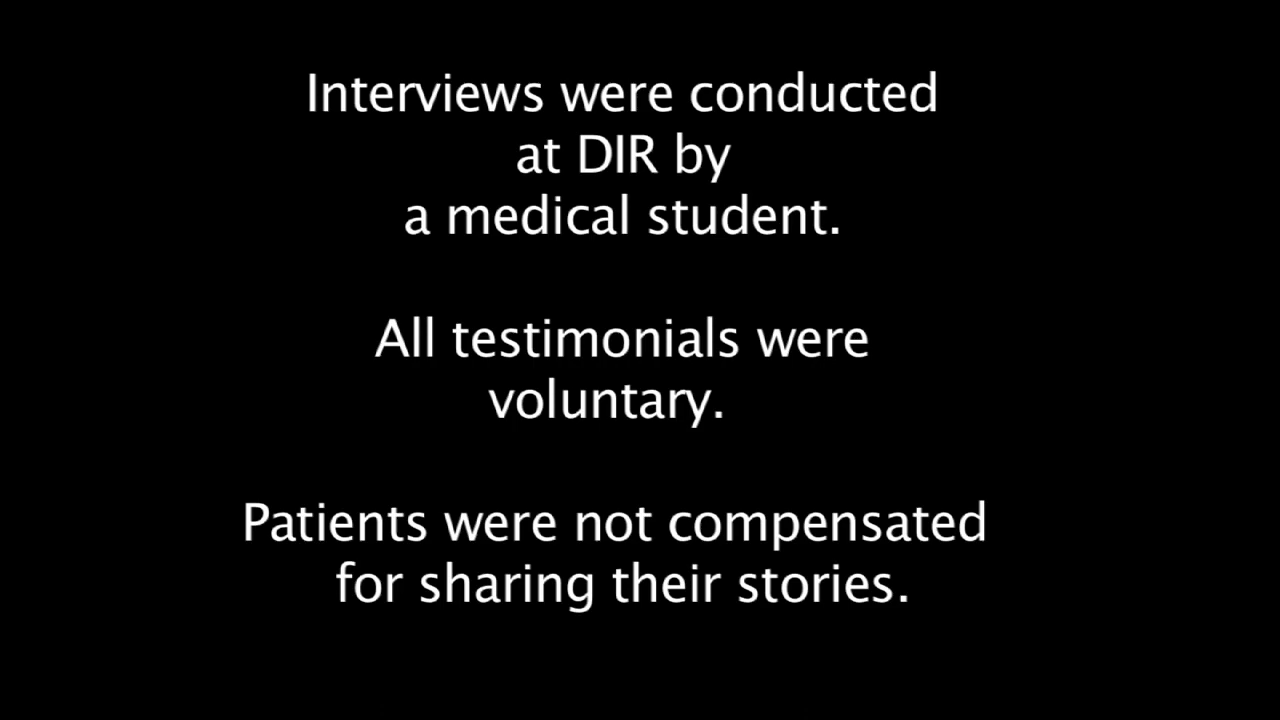 Interviews were conducted
at DIR by
a medical student.
All testimonials were
voluntary.
Patients were not compensated
for sharing their stories.